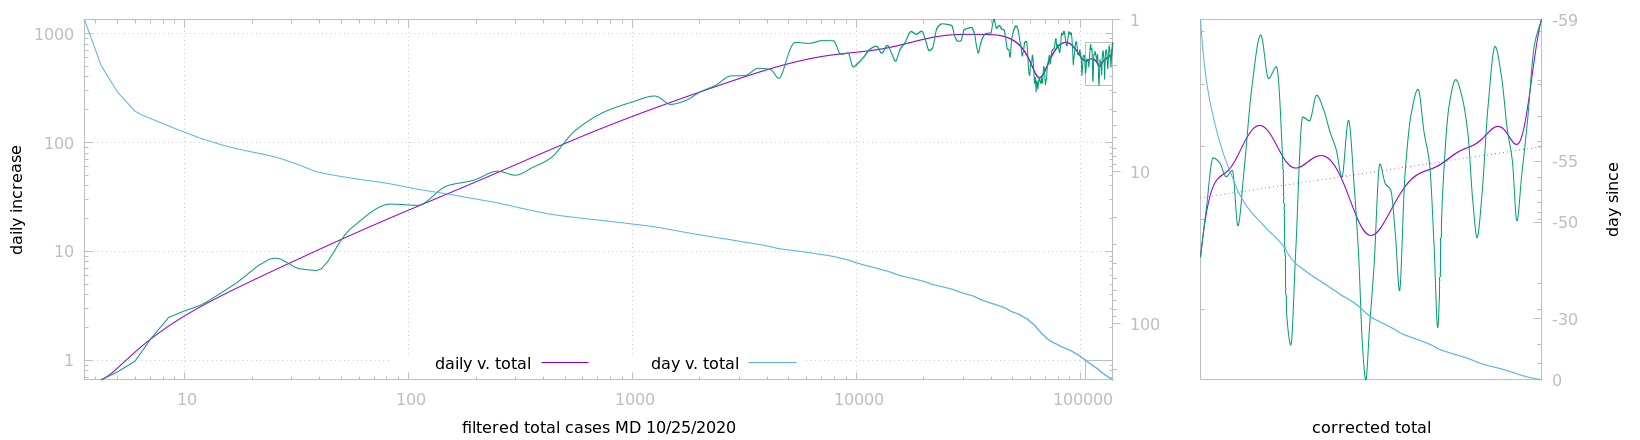 1000
100
10
1
daily increase
daily v. total
day v. total
10
100
1000
10000
100000
filtered total cases MD 10/25/2020
1
10
100
-59
-55
-50
-30
0
day since
corrected total